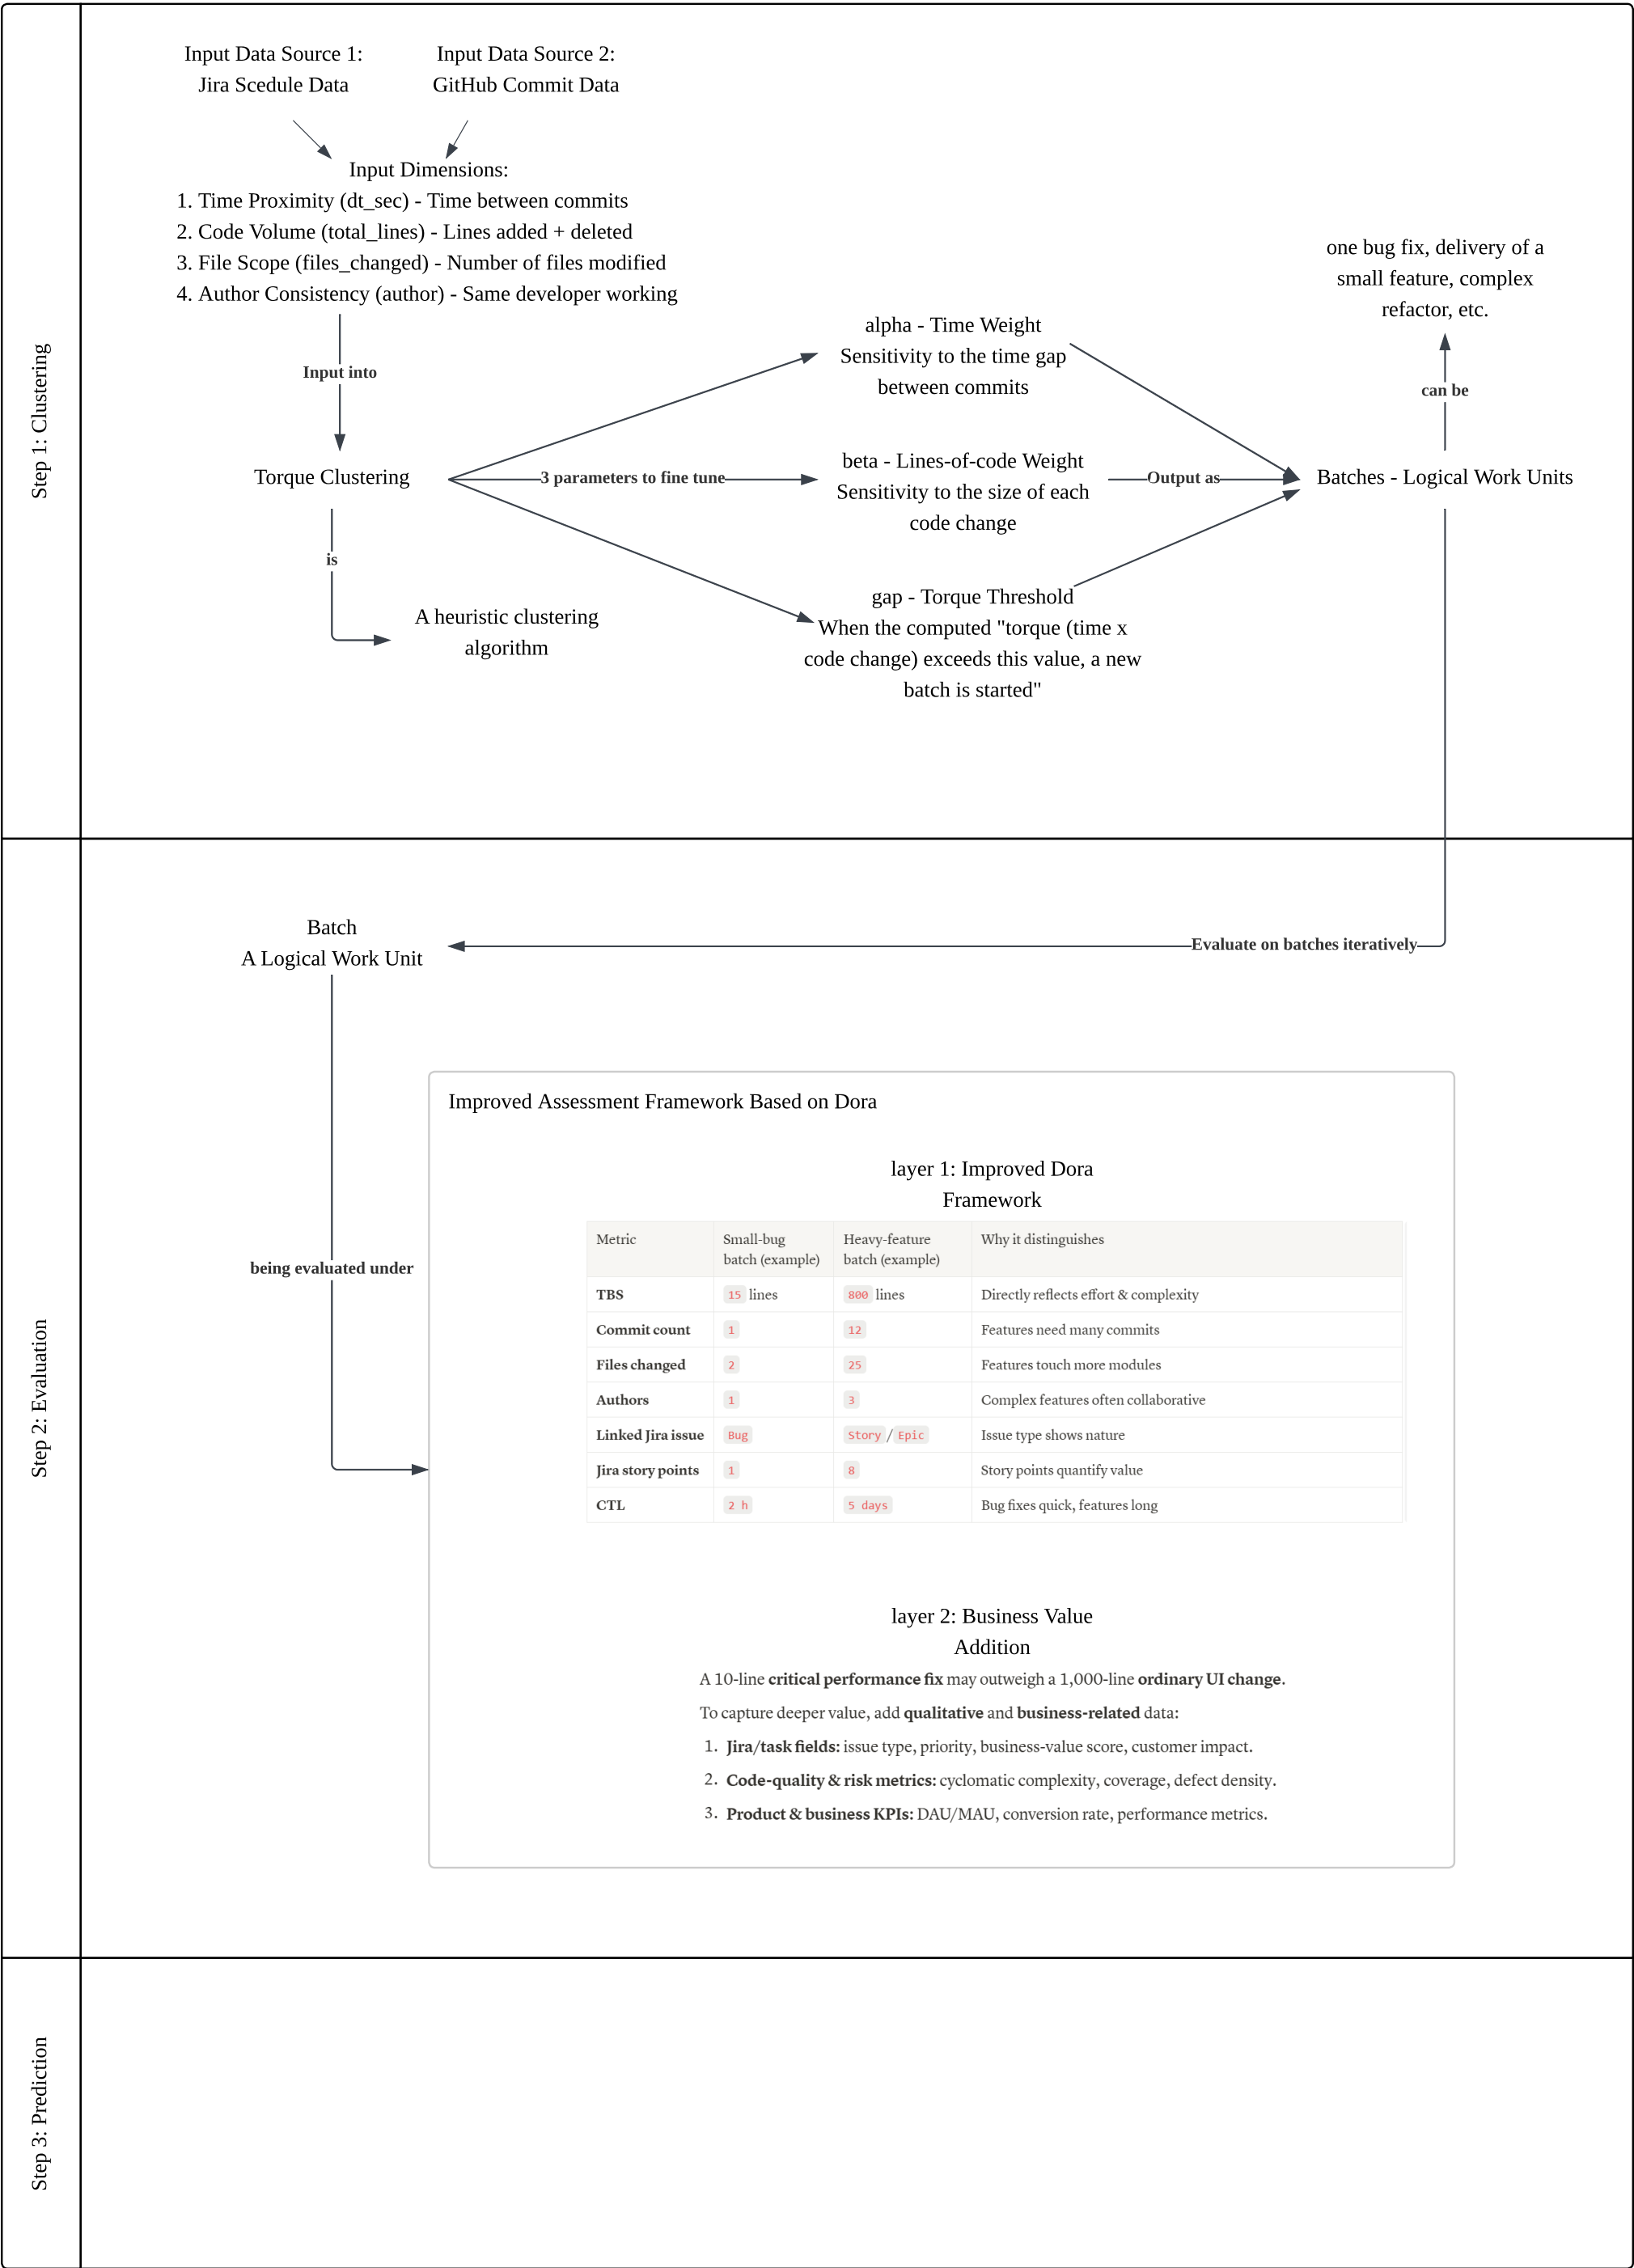 Step 1: Clustering
Input Data Source 1:
Jira Scedule Data
Input Data Source 2:
GitHub Commit Data
Input Dimensions:
1. Time Proximity (dt_sec) - Time between commits
2. Code Volume (total_lines) - Lines added + deleted
3. File Scope (files_changed) - Number of files modified
4. Author Consistency (author) - Same developer working
Input into
Torque Clustering
is
A heuristic clustering
algorithm
3 parameters to fine tune
alpha - Time Weight
Sensitivity to the time gap
between commits
beta - Lines-of-code Weight
Sensitivity to the size of each
code change
gap - Torque Threshold
When the computed "torque (time x
code change) exceeds this value, a new
batch is started"
Output as
Batches - Logical Work Units
can be
one bug fix, delivery of a
small feature, complex
refactor, etc.
Step 2: Evaluation
Evaluate on batches iteratively
Batch
A Logical Work Unit
being evaluated under
Improved Assessment Framework Based on Dora
layer 1: Improved Dora
Framework
Metric
Small-bug
batch (example)
Heavy-feature
batch (example)
Why it distinguishes
TBS 15 lines 800 lines Directly reflects effort & complexity
Commit count 1 12 Features need many commits
Files changed 2 25 Features touch more modules
Authors 1 3 Complex features often collaborative
Linked Jira issue Bug Story / Epic Issue type shows nature
Jira story points 1 8 Story points quantify value
CTL 2 h 5 days Bug fixes quick, features long
layer 2: Business Value
Addition
A 10-line critical performance fix may outweigh a 1,000-line ordinary UI change.
To capture deeper value, add qualitative and business-related data:
1. Jira/task fields: issue type, priority, business-value score, customer impact.
2. Code-quality & risk metrics: cyclomatic complexity, coverage, defect density.
3. Product & business KPIs: DAU/MAU, conversion rate, performance metrics.
Step 3: Prediction